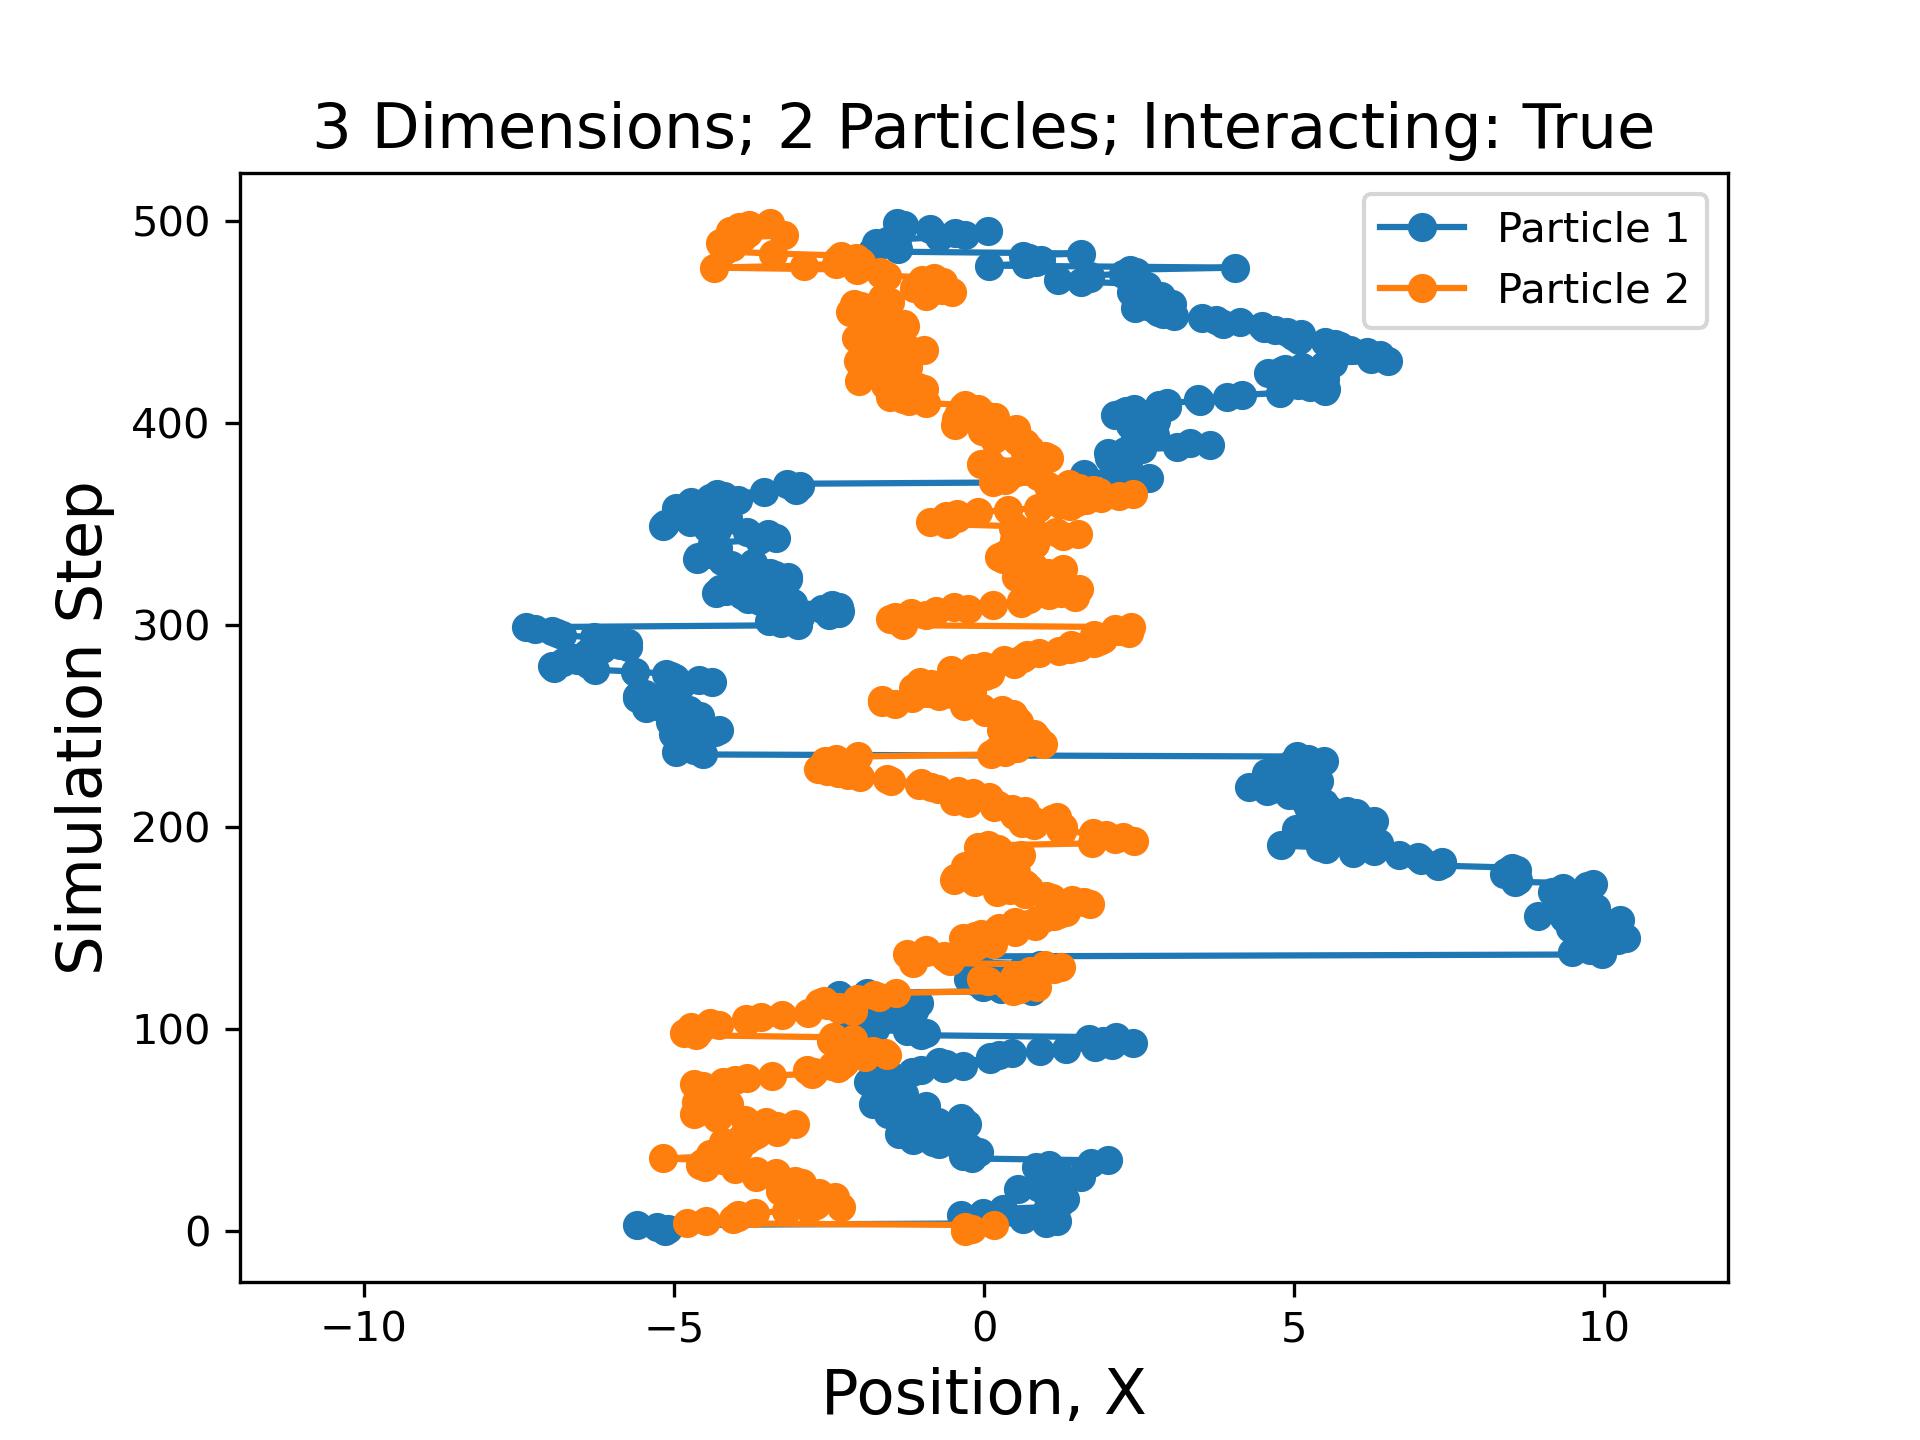 3 Dimensions; 2 Particles; Interacting: True
Particle 1
Particle 2
500
400
300
200
100
0
Simulation Step
−10
−5
0
5
10
Position, X